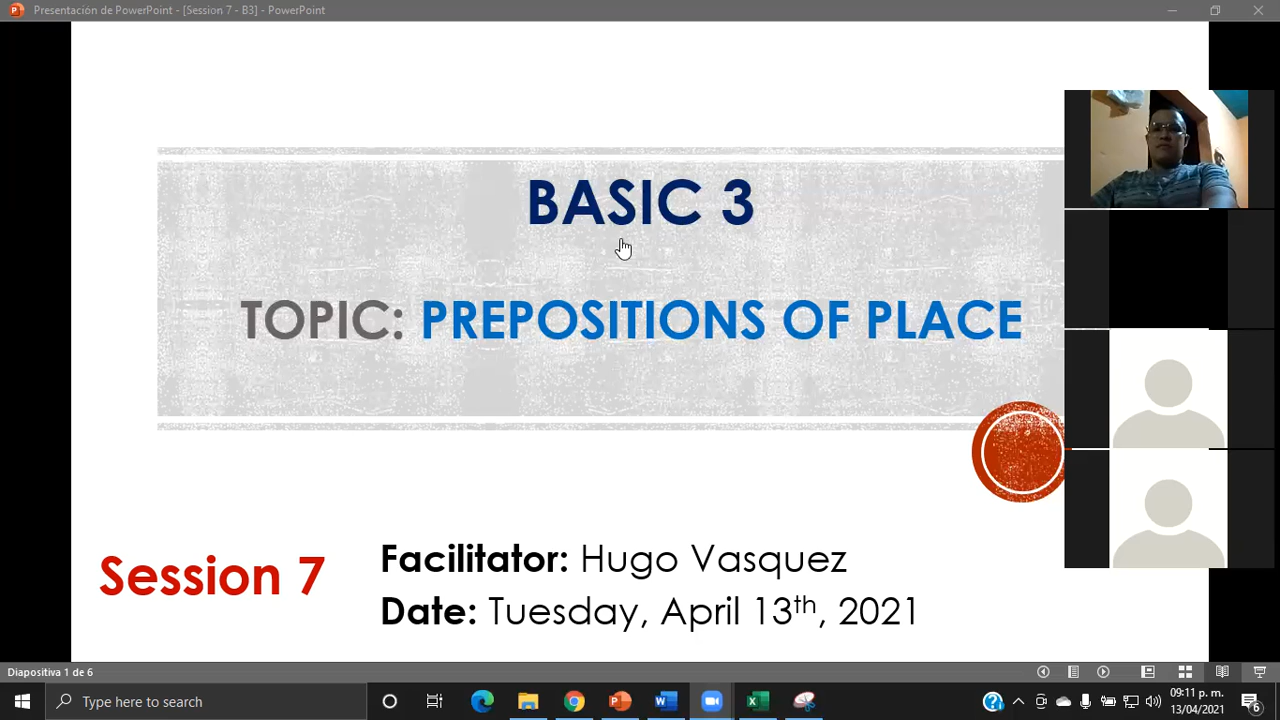 Presentación de PowerPoint - [Session 7 - B3] - PowerPoint
BASIC 3
TOPIC: PREPOSITIONS OF PLACE
Session 7
Facilitator: Hugo Vasquez
Date: Tuesday, April 13th, 2021
Diapositiva 1 de 6
Type here to search
09:11 p. m.
13/04/2021
6